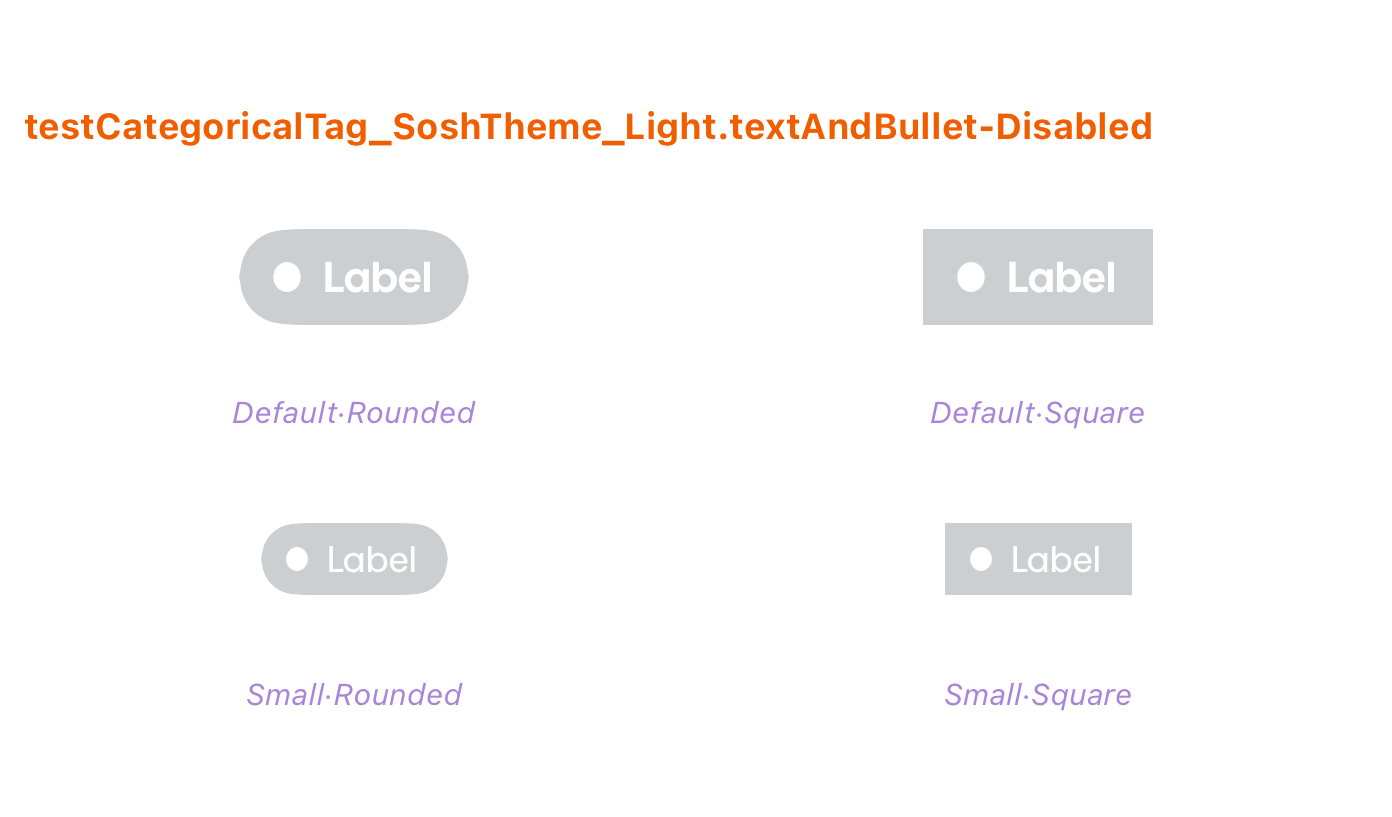 testCategoricalTag_SoshTheme_Light.textAndBullet-Disabled
Label
Label
Default·Rounded
Default·Square
Label
Label
Small·Rounded
Small·Square